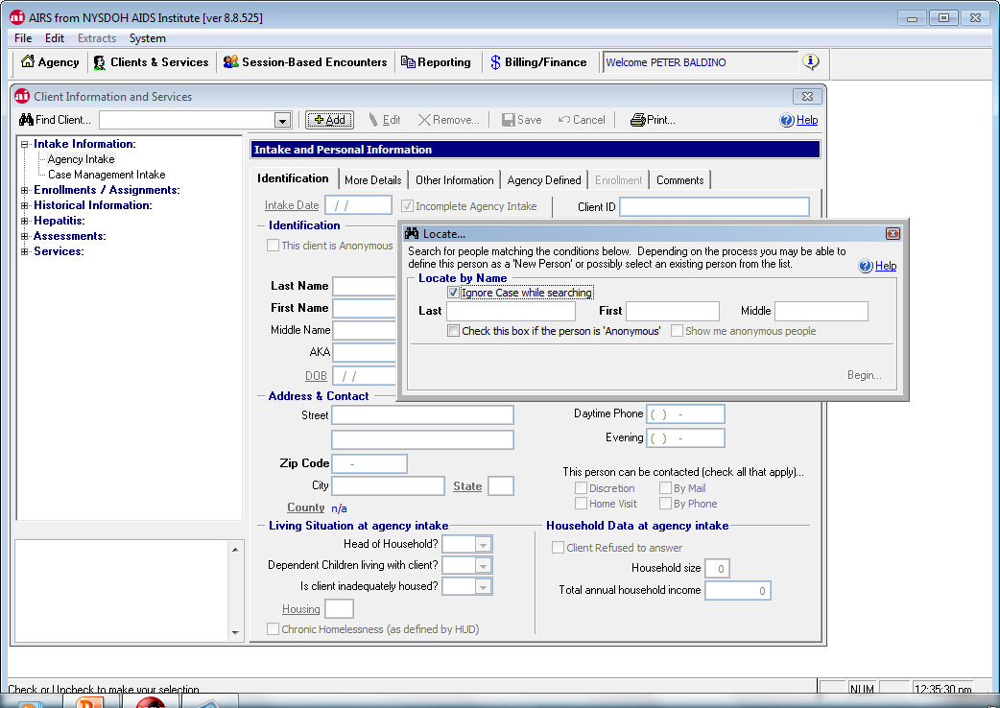 AIRS from NYSDOH AIDS Institute [ver 8.8.525]
File Edit Extracts System
Agency Clients & Services Session-Based Encounters Reporting $ Billing/Finance Welcome PETER BALDINO
Client Information and Services
Find Client... Add Edit Remove... Save Cancel Print... Help
Intake Information:
Agency Intake
Case Management Intake
Enrollments / Assignments:
Historical Information:
Hepatitis:
Assessments:
Services:
Intake and Personal Information
Identification More Details Other Information Agency Defined Enrollment Comments
Intake Date / / Incomplete Agency Intake Client ID
Identification
This client is Anonymous
Last Name
First Name
Middle Name
AKA
DOB / /
Locate...
Search for people matching the conditions below. Depending on the process you may be able to
define this person as a 'New Person' or possibly select an existing person from the list.
Help
Locate by Name
Ignore Case while searching
Last First Middle
Check this box if the person is 'Anonymous' Show me anonymous people
Begin...
Address & Contact
Street
Zip Code -
City State
County n/a
Daytime Phone ( ) -
Evening ( ) -
This person can be contacted (check all that apply)...
Discretion By Mail
Home Visit By Phone
Living Situation at agency intake
Head of Household?
Dependent Children living with client?
Is client inadequately housed?
Housing
Chronic Homelessness (as defined by HUD)
Household Data at agency intake
Client Refused to answer
Household size 0
Total annual household income 0
Check or Uncheck to make your selection NUM 12:35:30 pm